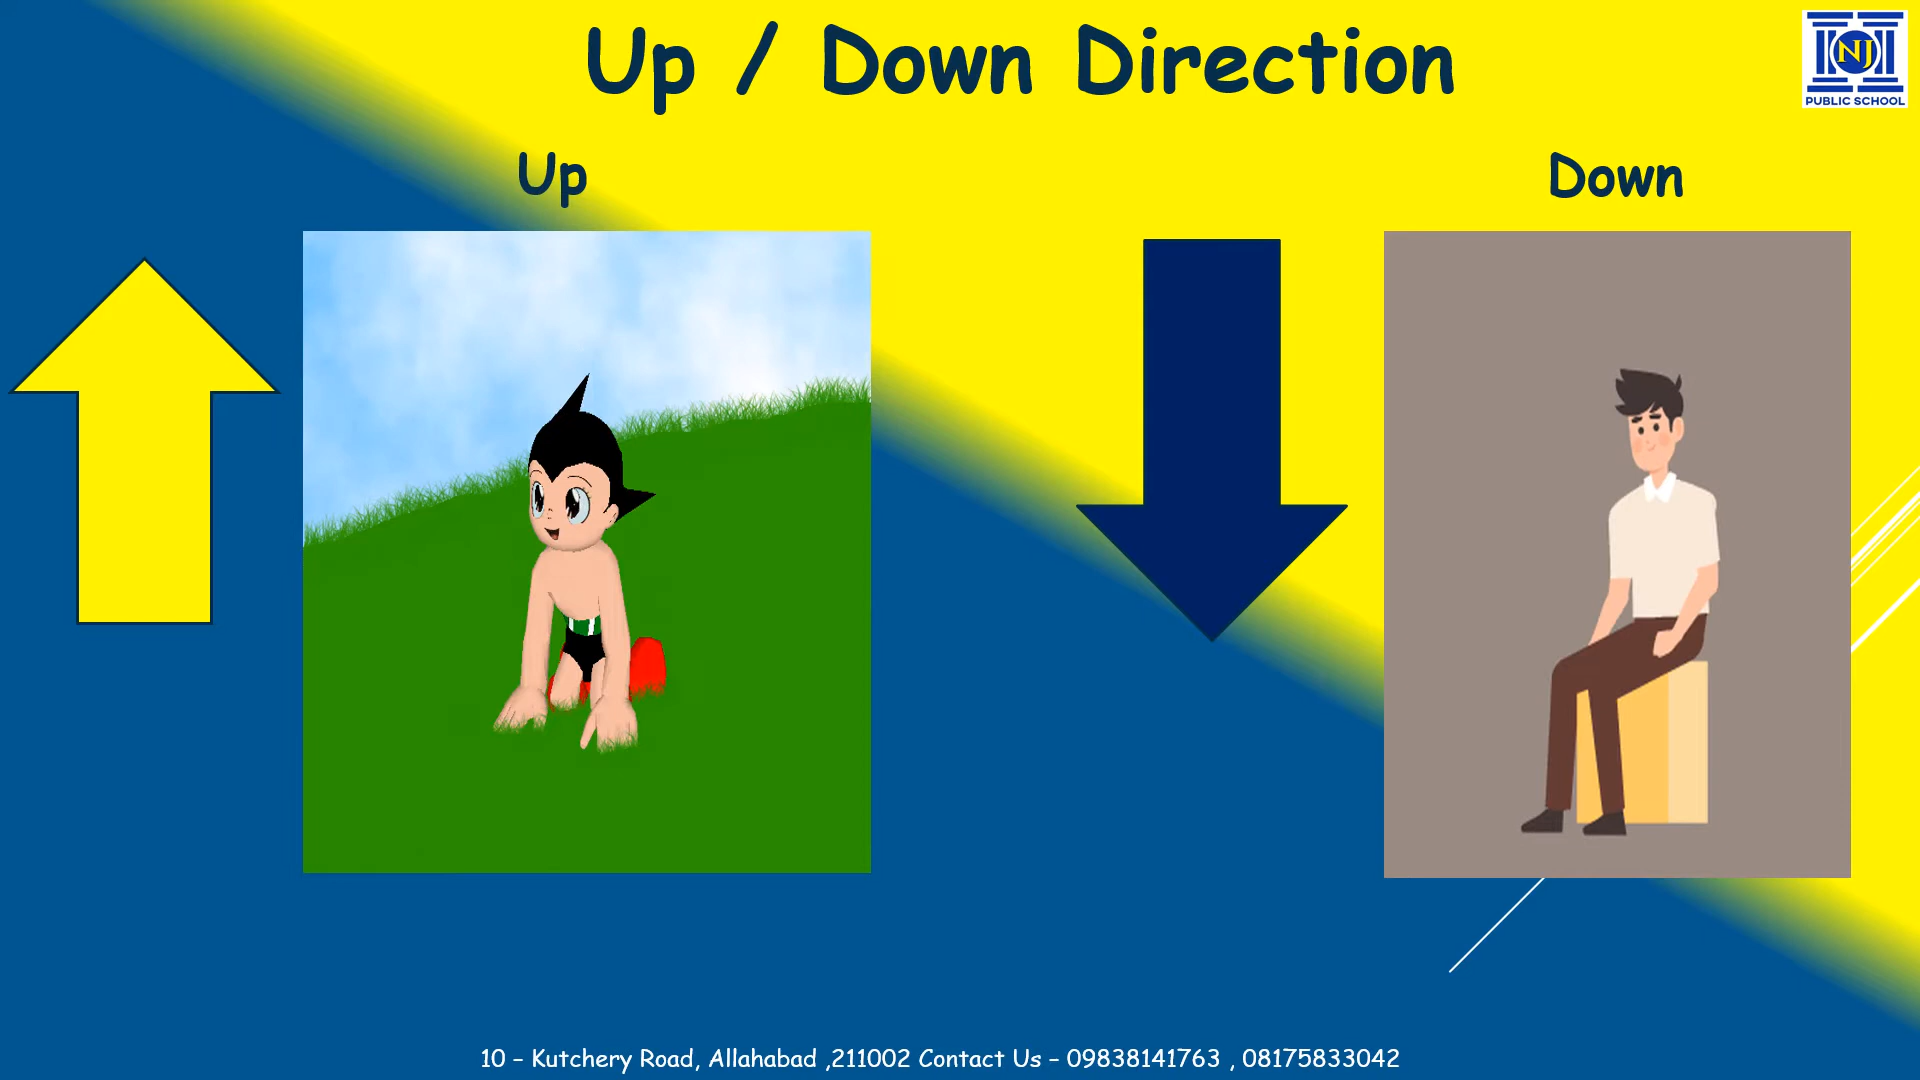 Up / Down Direction
NJ
PUBLIC SCHOOL
Up
Down
10 – Kutchery Road, Allahabad ,211002 Contact Us – 09838141763 , 08175833042